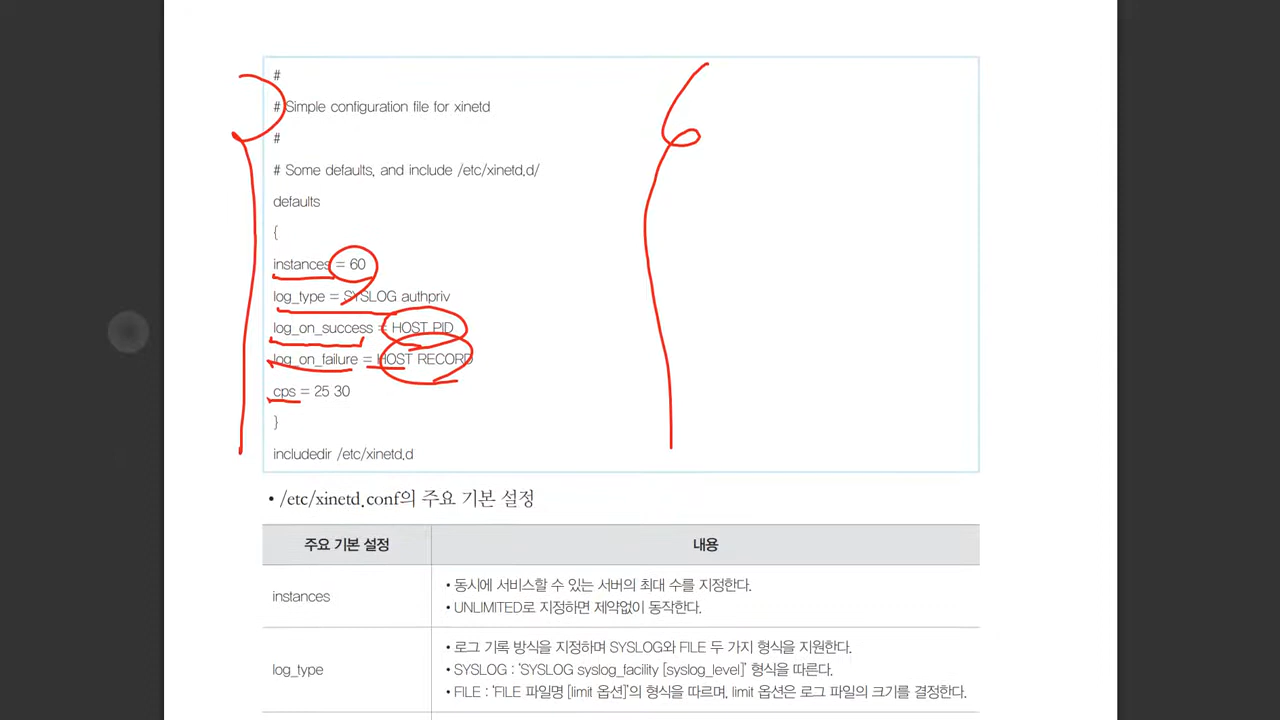 #
# Simple configuration file for xinetd
#
# Some defaults, and include /etc/xinetd.d/
defaults
{
instances = 60
log_type = SYSLOG authpriv
log_on_success = HOST PID
log_on_failure = HOST RECORD
cps = 25 30
}
includedir /etc/xinetd.d
• /etc/xinetd.conf의 주요 기본 설정
주요 기본 설정 내용
instances
• 동시에 서비스할 수 있는 서버의 최대 수를 지정한다.
• UNLIMITED로 지정하면 제약없이 동작한다.
log_type
• 로그 기록 방식을 지정하며 SYSLOG와 FILE 두 가지 형식을 지원한다.
• SYSLOG : 'SYSLOG syslog_facility [syslog_level]' 형식을 따른다.
• FILE : 'FILE 파일명 [limit 옵션]'의 형식을 따르며, limit 옵션은 로그 파일의 크기를 결정한다.